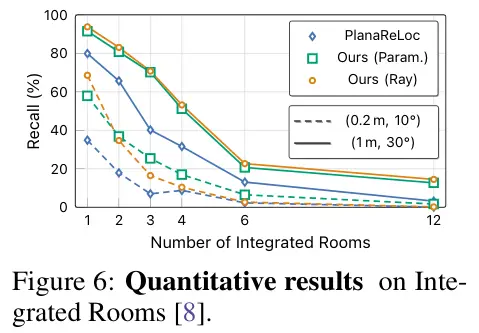 100
80
60
40
20
0
Recall (%)
1 2 3 4 6 12
Number of Integrated Rooms
PlanaReLoc
Ours (Param.)
Ours (Ray)
(0.2 m, 10°)
(1 m, 30°)
Figure 6: Quantitative results on Inte-
grated Rooms [8].